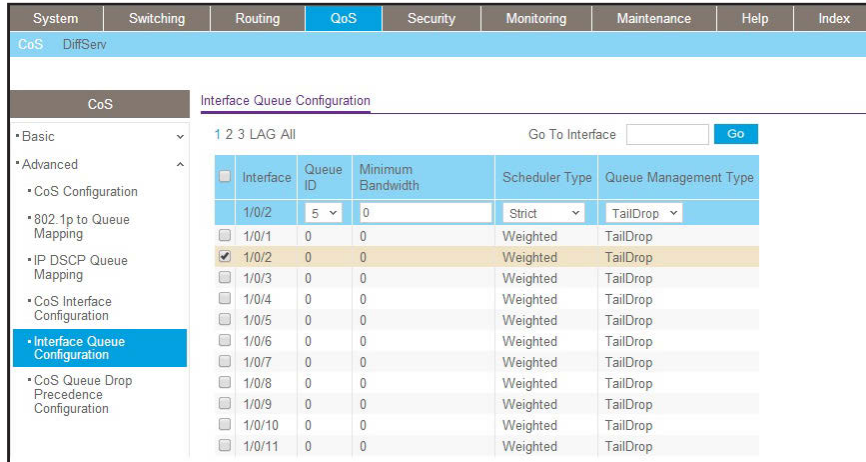 System Switching Routing QoS Security Monitoring Maintenance Help Index
CoS DiffServ
CoS
Basic
Advanced
CoS Configuration
802.1p to Queue
Mapping
IP DSCP Queue
Mapping
CoS Interface
Configuration
Interface Queue
Configuration
CoS Queue Drop
Precedence
Configuration
Interface Queue Configuration
1 2 3 LAG All Go To Interface Go
Interface Queue ID Minimum Bandwidth Scheduler Type Queue Management Type
1/0/2 5 0 Strict TailDrop
1/0/1 0 0 Weighted TailDrop
1/0/2 0 0 Weighted TailDrop
1/0/3 0 0 Weighted TailDrop
1/0/4 0 0 Weighted TailDrop
1/0/5 0 0 Weighted TailDrop
1/0/6 0 0 Weighted TailDrop
1/0/7 0 0 Weighted TailDrop
1/0/8 0 0 Weighted TailDrop
1/0/9 0 0 Weighted TailDrop
1/0/10 0 0 Weighted TailDrop
1/0/11 0 0 Weighted TailDrop